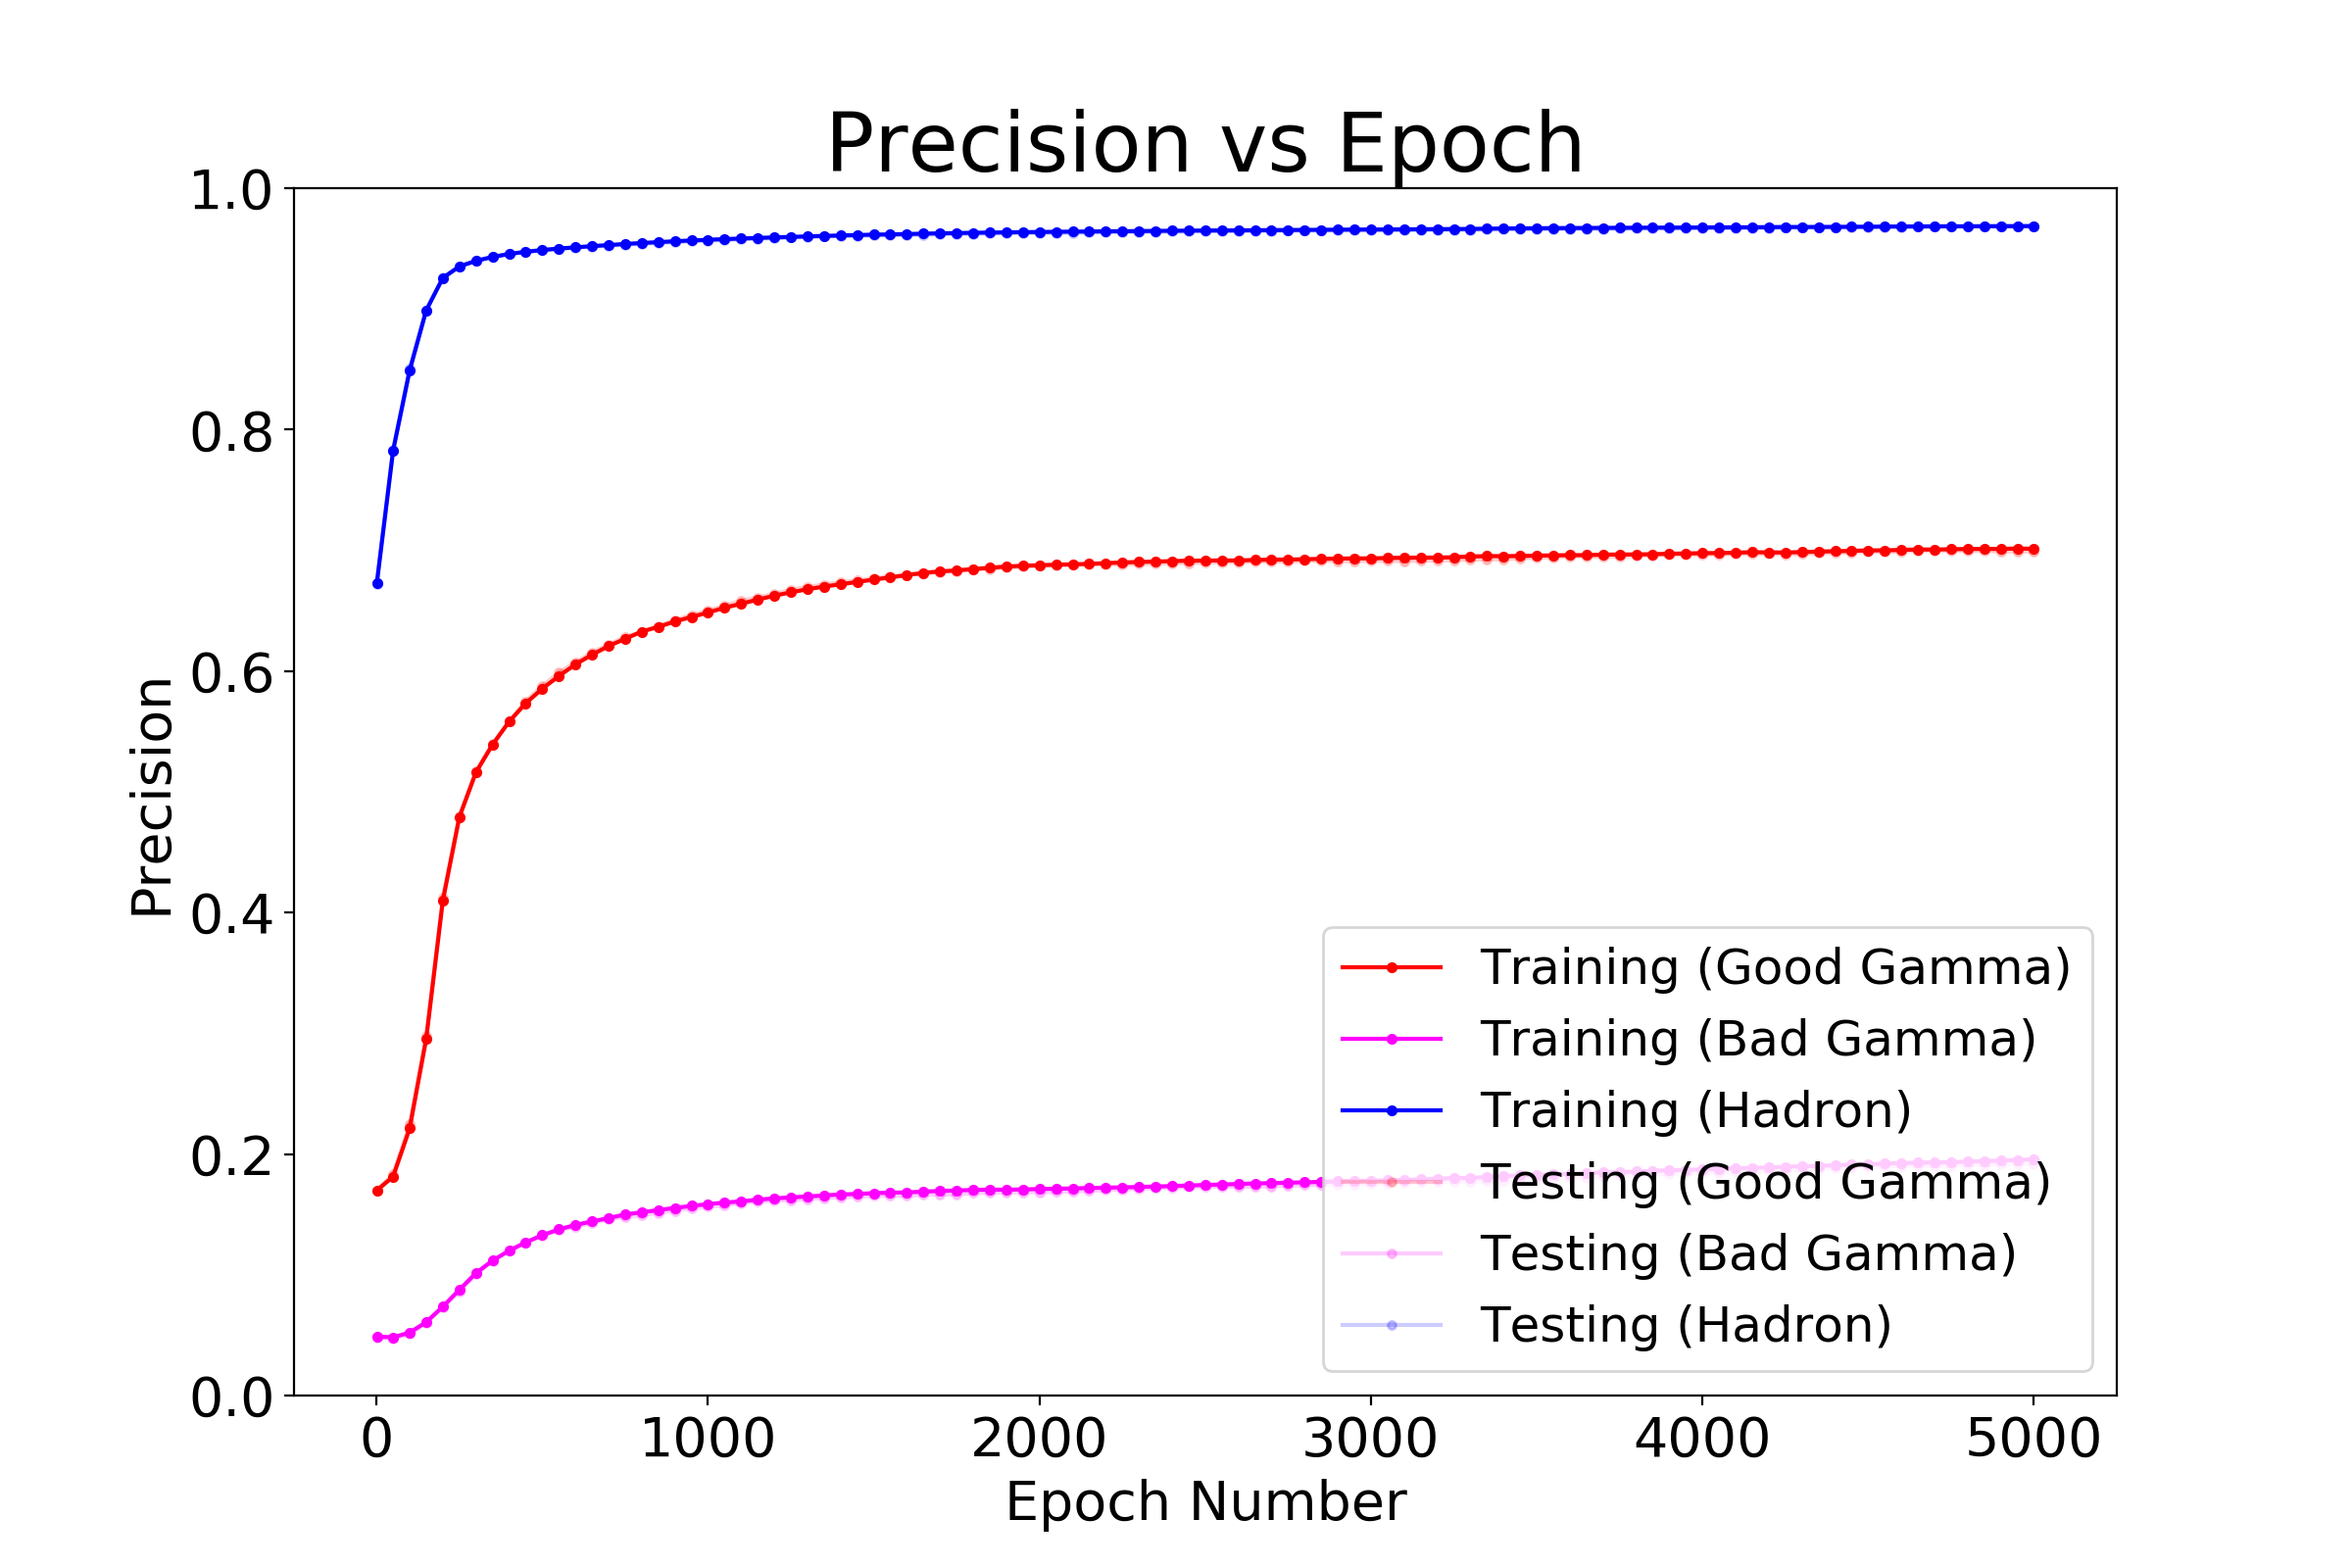 Precision vs Epoch
1.0
0.8
0.6
0.4
0.2
0.0
Precision
Training (Good Gamma)
Training (Bad Gamma)
Training (Hadron)
Testing (Good Gamma)
Testing (Bad Gamma)
Testing (Hadron)
0 1000 2000 3000 4000 5000
Epoch Number